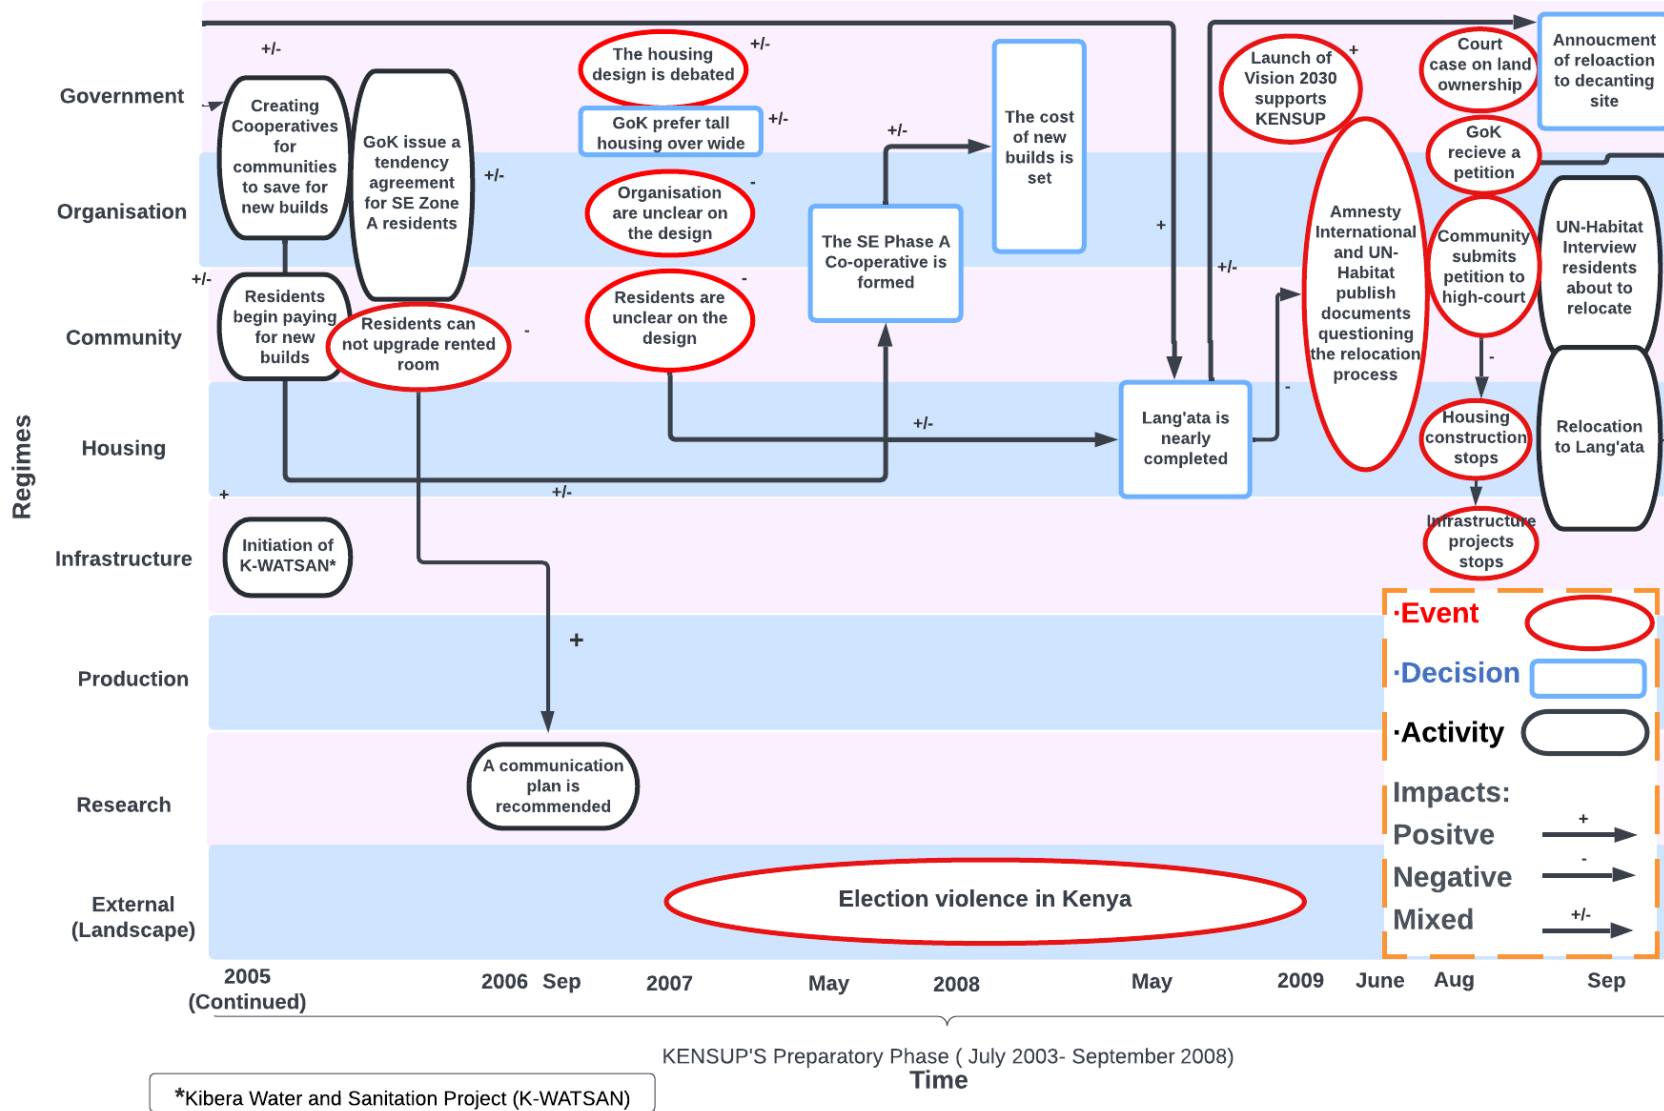 Regimes
Government
Organisation
Community
Housing
Infrastructure
Production
Research
External
(Landscape)
+/-
Creating
Cooperatives
for
communities
to save for
new builds
+/-
Residents
begin paying
for new
builds
GoK issue a
tendency
agreement
for SE Zone
A residents
+/-
Residents can
not upgrade rented
room
-
+
Initiation of
K-WATSAN*
+/-
+
A communication
plan is
recommended
The housing
design is debated
+/-
GoK prefer tall
housing over wide
+/-
Organisation
are unclear on
the design
-
Residents are
unclear on the
design
-
+/-
The SE Phase A
Co-operative is
formed
+/-
The cost
of new
builds is
set
+
Lang'ata is
nearly
completed
+/-
-
Launch of
Vision 2030
supports
KENSUP
+
Amnesty
International
and UN-
Habitat
publish
documents
questioning
the relocation
process
Court
case on land
ownership
GoK
recieve a
petition
Community
submits
petition to
high-court
-
Housing
construction
stops
Infrastructure
projects
stops
Annoucment
of reloaction
to decanting
site
UN-Habitat
Interview
residents
about to
relocate
Relocation
to Lang'ata
Election violence in Kenya
·Event
·Decision
·Activity
Impacts:
Positve
+
Negative
-
Mixed
+/-
2005
(Continued)
2006
Sep
2007
May
2008
May
2009
June
Aug
Sep
KENSUP'S Preparatory Phase ( July 2003- September 2008)
Time
*Kibera Water and Sanitation Project (K-WATSAN)